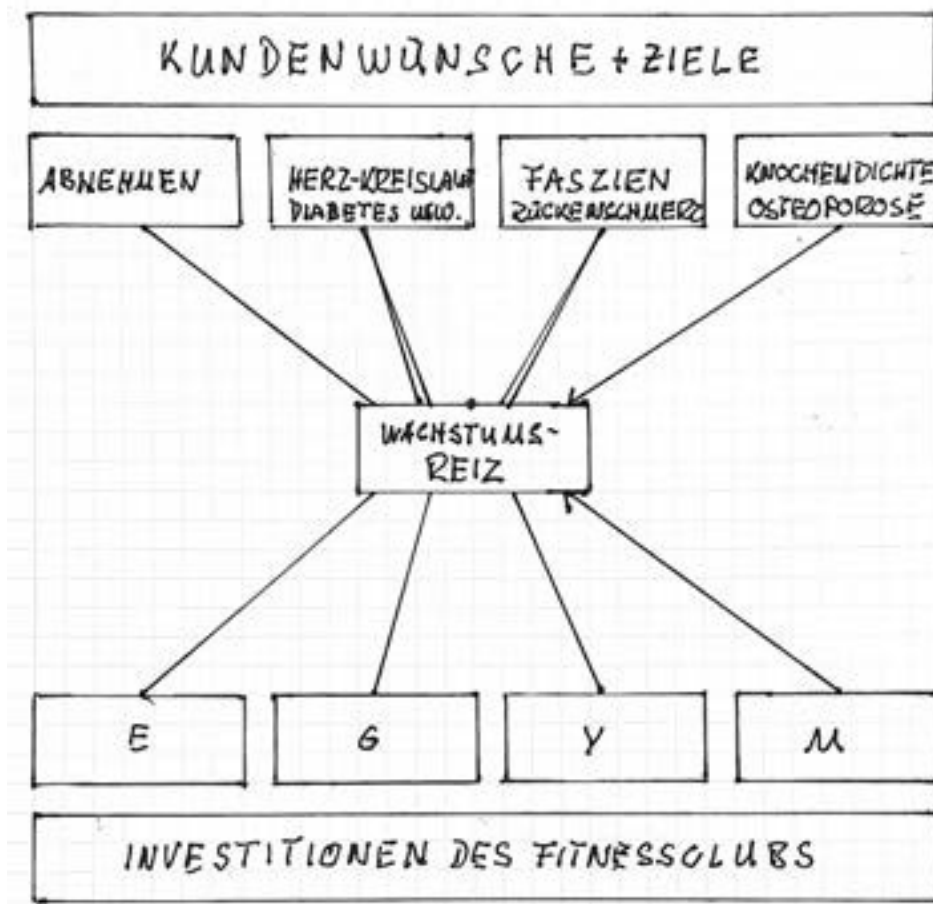 KUNDENWÜNSCHE + ZIELE
ABNEHMEN
HERZ-KREISLAUF
DIABETES USW.
FASZIEN
RÜCKENSCHMERZ
KNOCHENDICHTE
OSTEOPOROSE
WACHSTUMS-
REIZ
E
G
Y
M
INVESTITIONEN DES FITNESSCLUBS